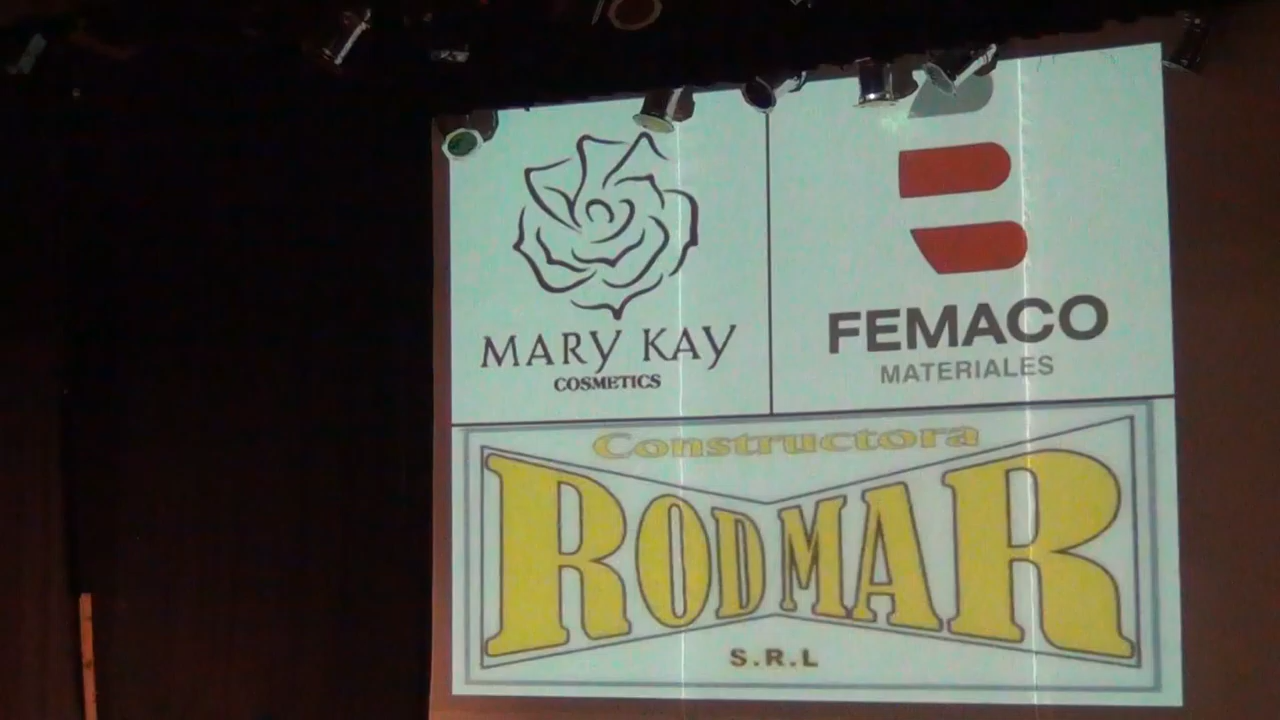 MARY KAY
COSMETICS
FEMACO
MATERIALES
Constructora
RODMAR
S.R.L